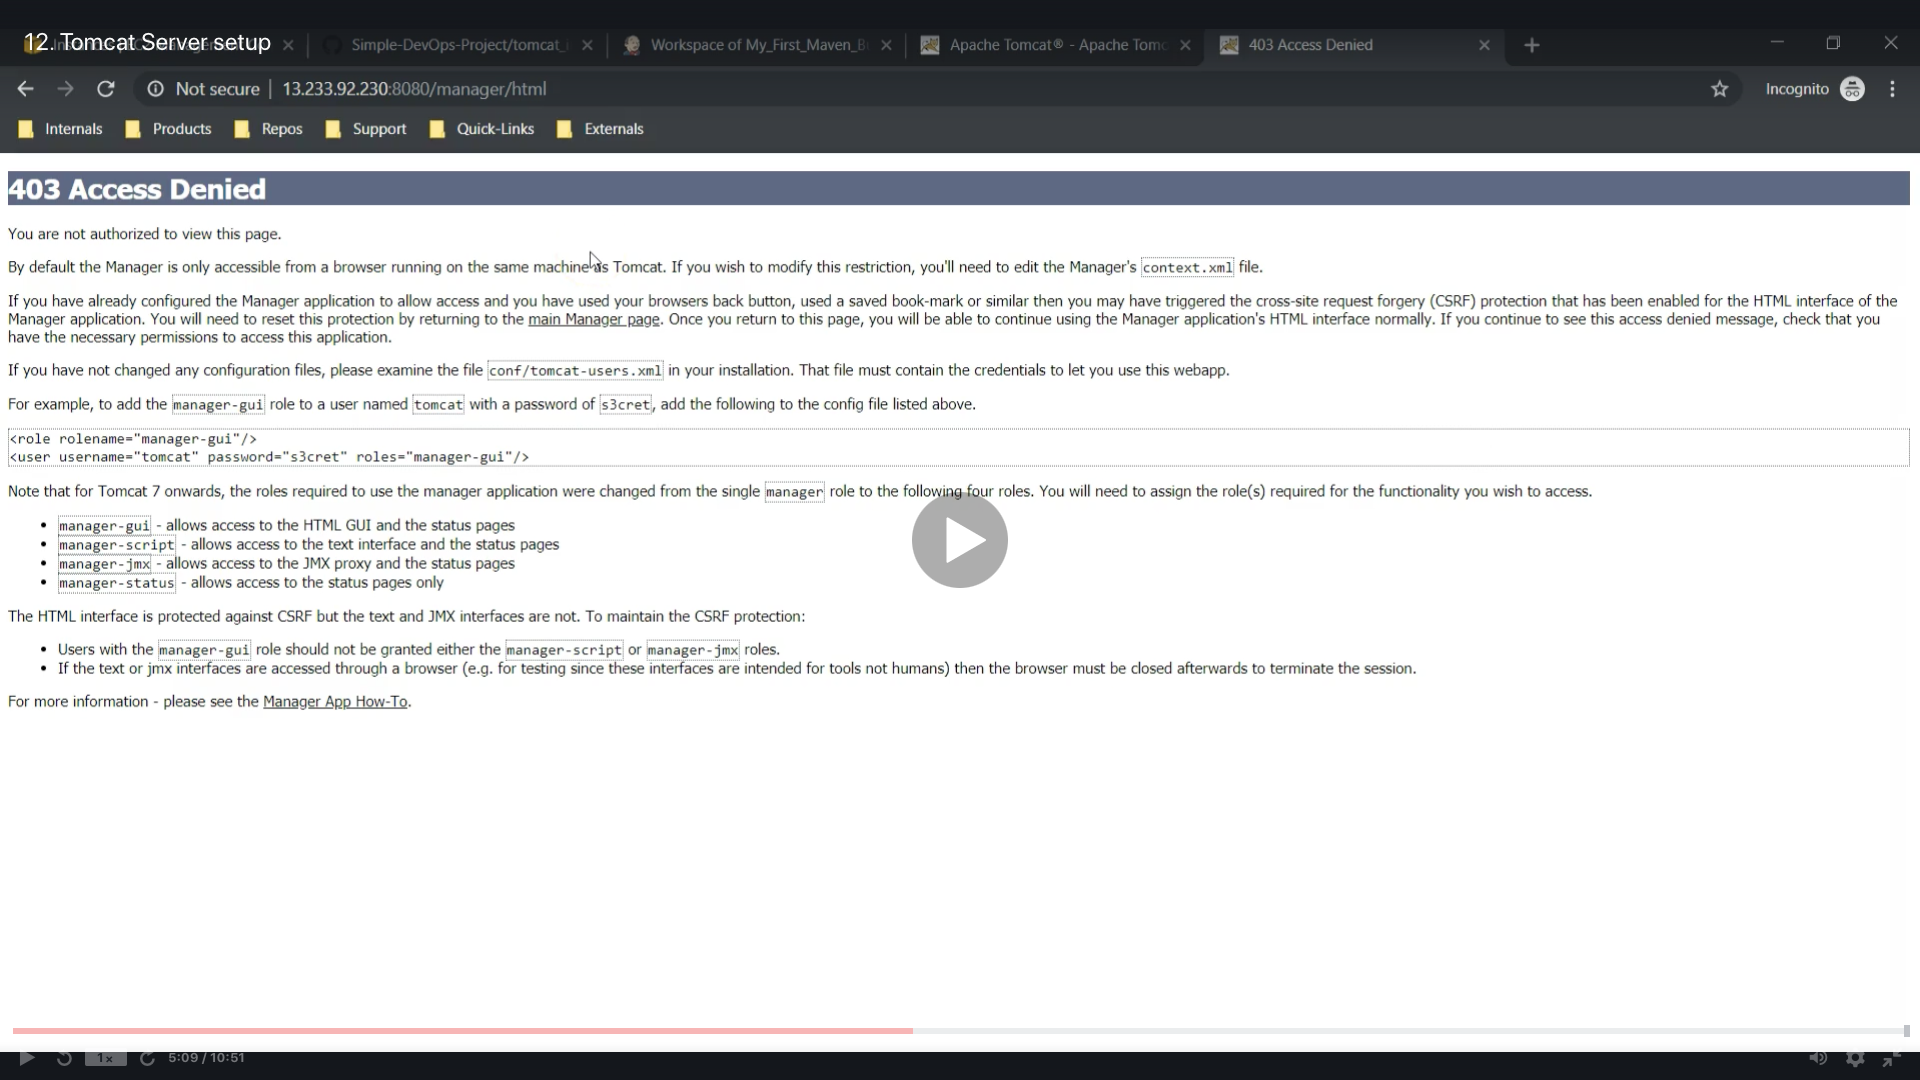 12. Tomcat Server setup
Simple-DevOps-Project/tomcat_i
Workspace of My_First_Maven_B
Apache Tomcat® - Apache Tomc
403 Access Denied
Not secure | 13.233.92.230:8080/manager/html
Incognito
Internals Products Repos Support Quick-Links Externals
403 Access Denied
You are not authorized to view this page.
By default the Manager is only accessible from a browser running on the same machine as Tomcat. If you wish to modify this restriction, you'll need to edit the Manager's context.xml file.
If you have already configured the Manager application to allow access and you have used your browsers back button, used a saved book-mark or similar then you may have triggered the cross-site request forgery (CSRF) protection that has been enabled for the HTML interface of the
Manager application. You will need to reset this protection by returning to the main Manager page. Once you return to this page, you will be able to continue using the Manager application's HTML interface normally. If you continue to see this access denied message, check that you
have the necessary permissions to access this application.
If you have not changed any configuration files, please examine the file conf/tomcat-users.xml in your installation. That file must contain the credentials to let you use this webapp.
For example, to add the manager-gui role to a user named tomcat with a password of s3cret, add the following to the config file listed above.
<role rolename="manager-gui"/>
<user username="tomcat" password="s3cret" roles="manager-gui"/>
Note that for Tomcat 7 onwards, the roles required to use the manager application were changed from the single manager role to the following four roles. You will need to assign the role(s) required for the functionality you wish to access.
• manager-gui - allows access to the HTML GUI and the status pages
• manager-script - allows access to the text interface and the status pages
• manager-jmx - allows access to the JMX proxy and the status pages
• manager-status - allows access to the status pages only
The HTML interface is protected against CSRF but the text and JMX interfaces are not. To maintain the CSRF protection:
• Users with the manager-gui role should not be granted either the manager-script or manager-jmx roles.
• If the text or jmx interfaces are accessed through a browser (e.g. for testing since these interfaces are intended for tools not humans) then the browser must be closed afterwards to terminate the session.
For more information - please see the Manager App How-To.
1x 5:09 / 10:51